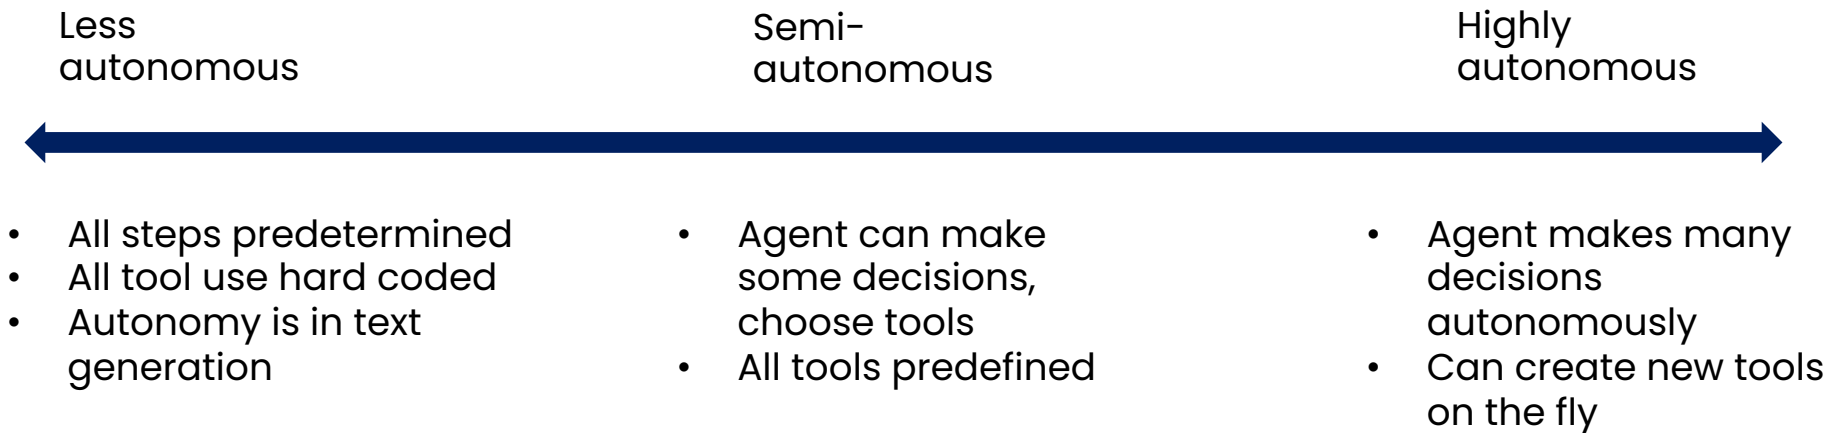 Less
autonomous
Semi-
autonomous
Highly
autonomous
• All steps predetermined
• All tool use hard coded
• Autonomy is in text
generation
• Agent can make
some decisions,
choose tools
• All tools predefined
• Agent makes many
decisions
autonomously
• Can create new tools
on the fly